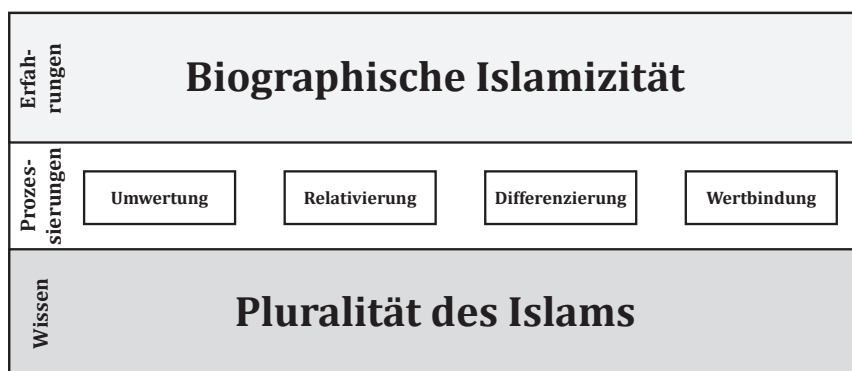 Erfah-
rungen
Biographische Islamizität
Prozes-
sierungen
Umwertung
Relativierung
Differenzierung
Wertbindung
Wissen
Pluralität des Islams